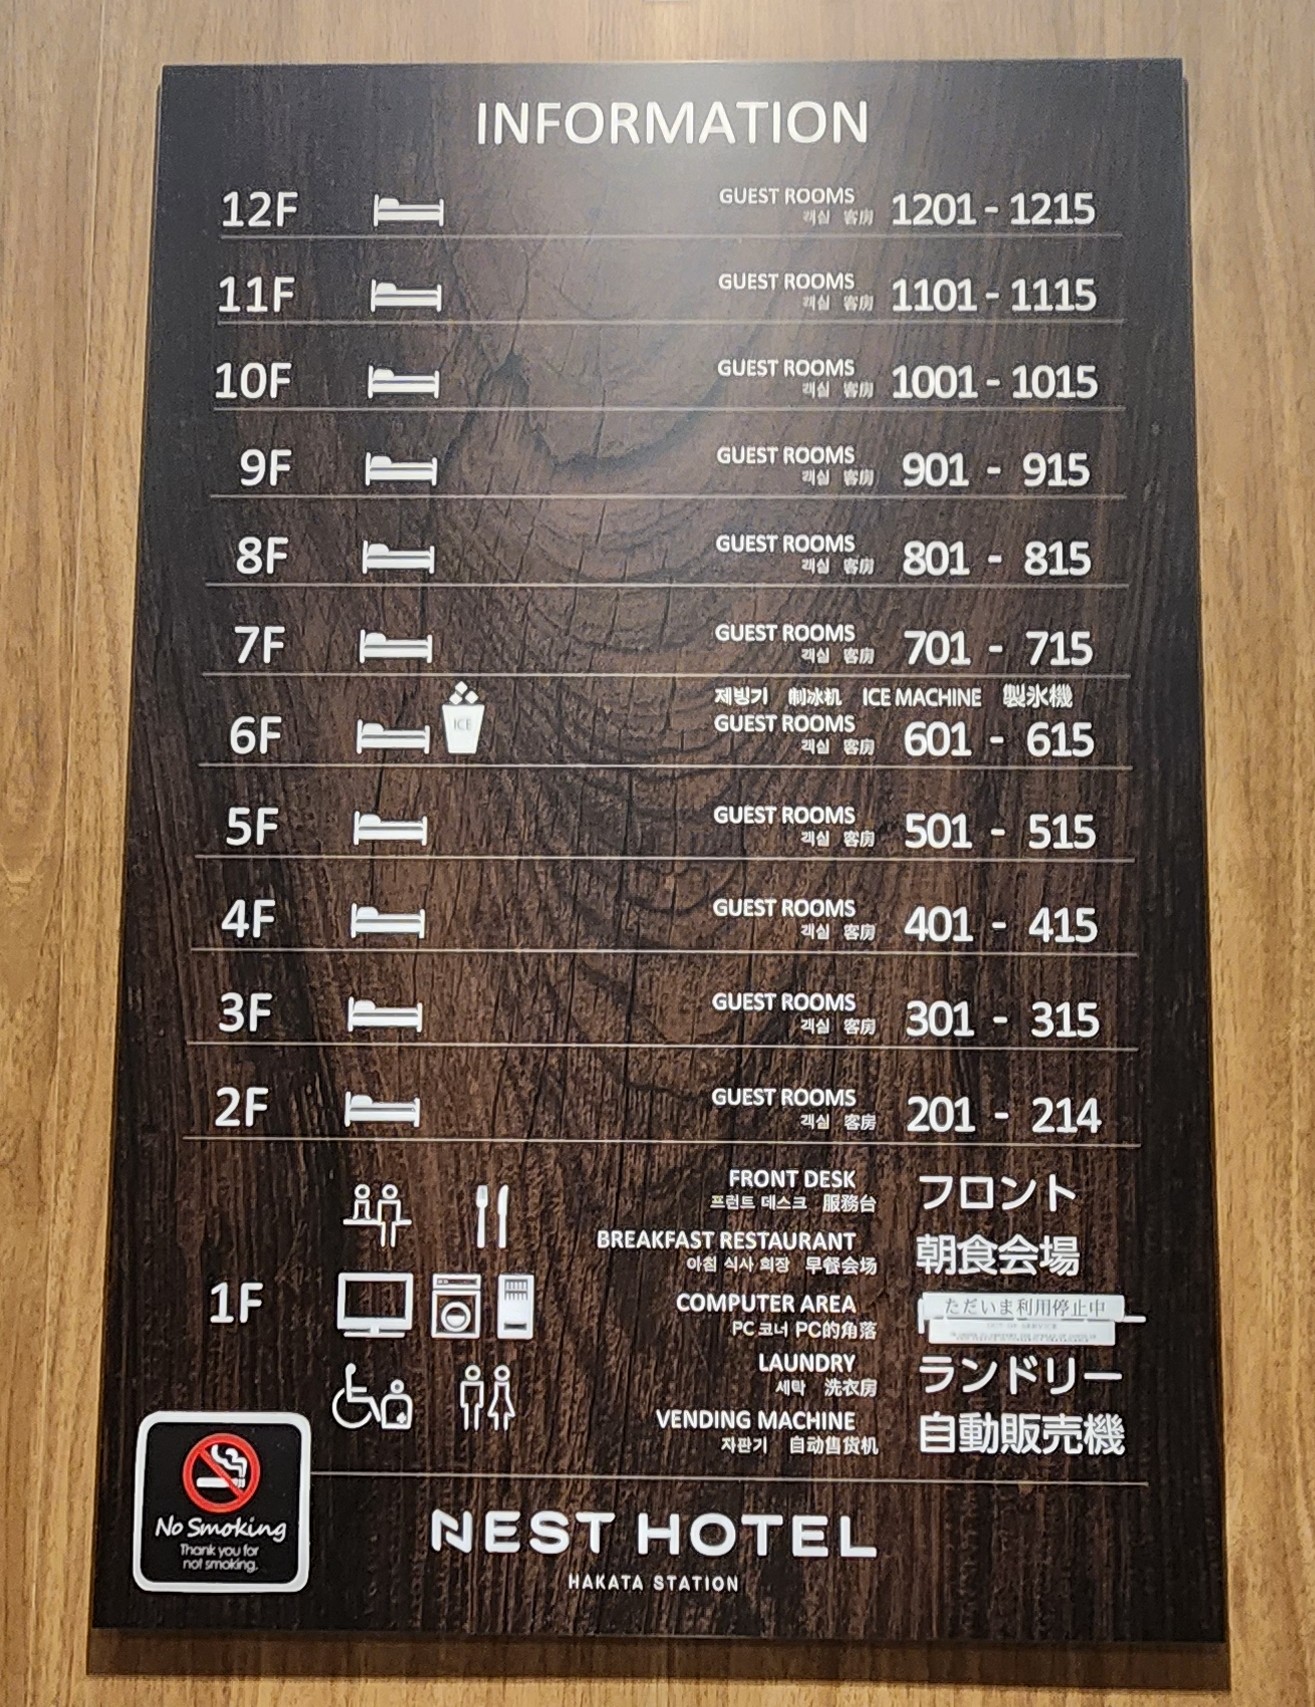 INFORMATION
12F GUEST ROOMS 1201 - 1215
객실 客房
11F GUEST ROOMS 1101 - 1115
객실 客房
10F GUEST ROOMS 1001 - 1015
객실 客房
9F GUEST ROOMS 901 - 915
객실 客房
8F GUEST ROOMS 801 - 815
객실 客房
7F GUEST ROOMS 701 - 715
객실 客房
제빙기 制冰机 ICE MACHINE 製氷機
ICE
6F GUEST ROOMS 601 - 615
객실 客房
5F GUEST ROOMS 501 - 515
객실 客房
4F GUEST ROOMS 401 - 415
객실 客房
3F GUEST ROOMS 301 - 315
객실 客房
2F GUEST ROOMS 201 - 214
객실 客房
1F
FRONT DESK フロント
프런트 데스크 服務台
BREAKFAST RESTAURANT 朝食会場
아침 식사 회장 早餐会场
COMPUTER AREA ただいま利用停止中
PC 코너 PC的角落
LAUNDRY ランドリー
세탁 洗衣房
VENDING MACHINE 自動販売機
자판기 自动售货机
No Smoking
Thank you for
not smoking.
NEST HOTEL
HAKATA STATION